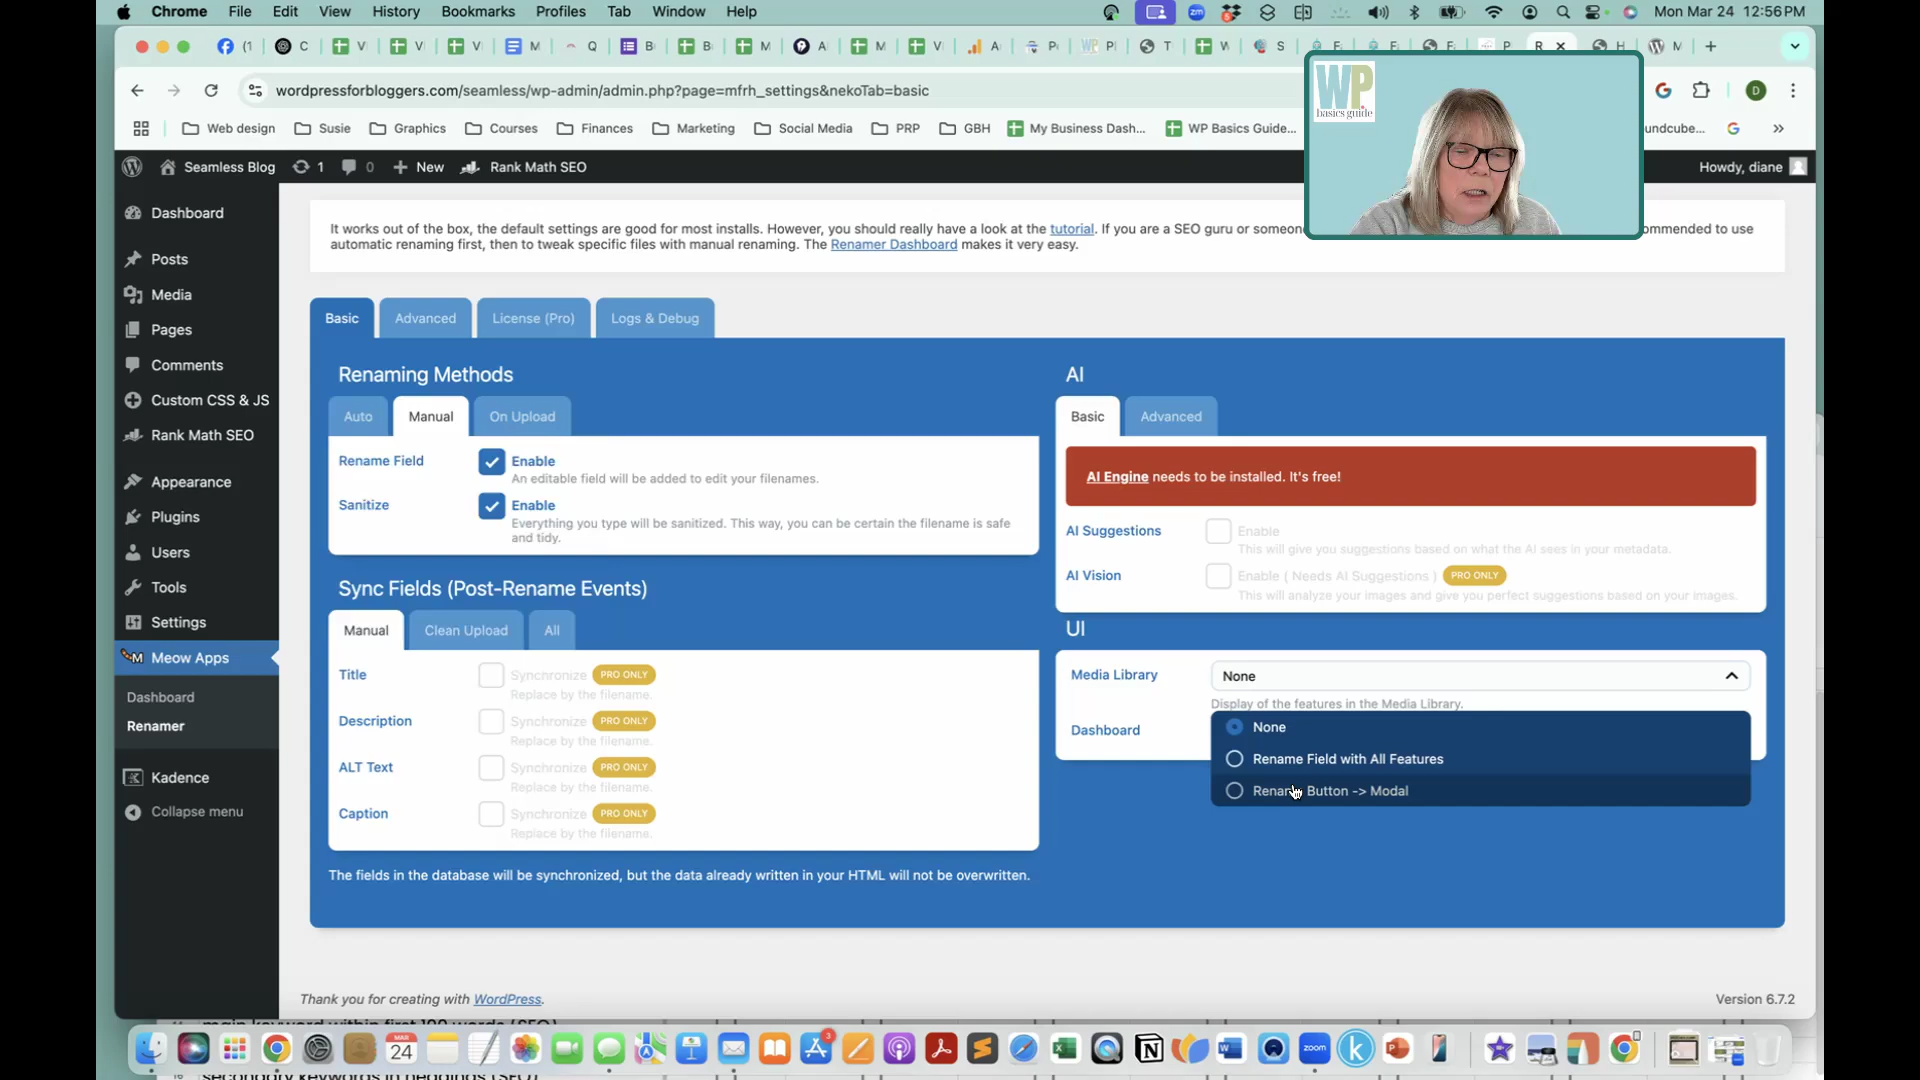 Chrome File Edit View History Bookmarks Profiles Tab Window Help Mon Mar 24 12:56 PM
wordpressforbloggers.com/seamless/wp-admin/admin.php?page=mfrh_settings&nekoTab=basic
Web design Susie Graphics Courses Finances Marketing Social Media PRP GBH My Business Dash... WP Basics Guide... undcube...
WP
basics guide
Seamless Blog 1 0 New Rank Math SEO Howdy, diane
Dashboard
Posts
Media
Pages
Comments
Custom CSS & JS
Rank Math SEO
Appearance
Plugins
Users
Tools
Settings
Meow Apps
Dashboard
Renamer
Kadence
Collapse menu
It works out of the box, the default settings are good for most installs. However, you should really have a look at the tutorial. If you are a SEO guru or someon ommended to use
automatic renaming first, then to tweak specific files with manual renaming. The Renamer Dashboard makes it very easy.
Basic Advanced License (Pro) Logs & Debug
Renaming Methods
Auto Manual On Upload
Rename Field Enable
An editable field will be added to edit your filenames.
Sanitize Enable
Everything you type will be sanitized. This way, you can be certain the filename is safe
and tidy.
Sync Fields (Post-Rename Events)
Manual Clean Upload All
Title Synchronize PRO ONLY
Replace by the filename.
Description Synchronize PRO ONLY
Replace by the filename.
ALT Text Synchronize PRO ONLY
Replace by the filename.
Caption Synchronize PRO ONLY
Replace by the filename.
The fields in the database will be synchronized, but the data already written in your HTML will not be overwritten.
AI
Basic Advanced
AI Engine needs to be installed. It's free!
AI Suggestions Enable
This will give you suggestions based on what the AI sees in your metadata.
AI Vision Enable ( Needs AI Suggestions ) PRO ONLY
This will analyze your images and give you perfect suggestions based on your images.
UI
Media Library None
Display of the features in the Media Library.
Dashboard
None
Rename Field with All Features
Button -> Modal
Thank you for creating with WordPress. Version 6.7.2
MAR
24
3
zoom